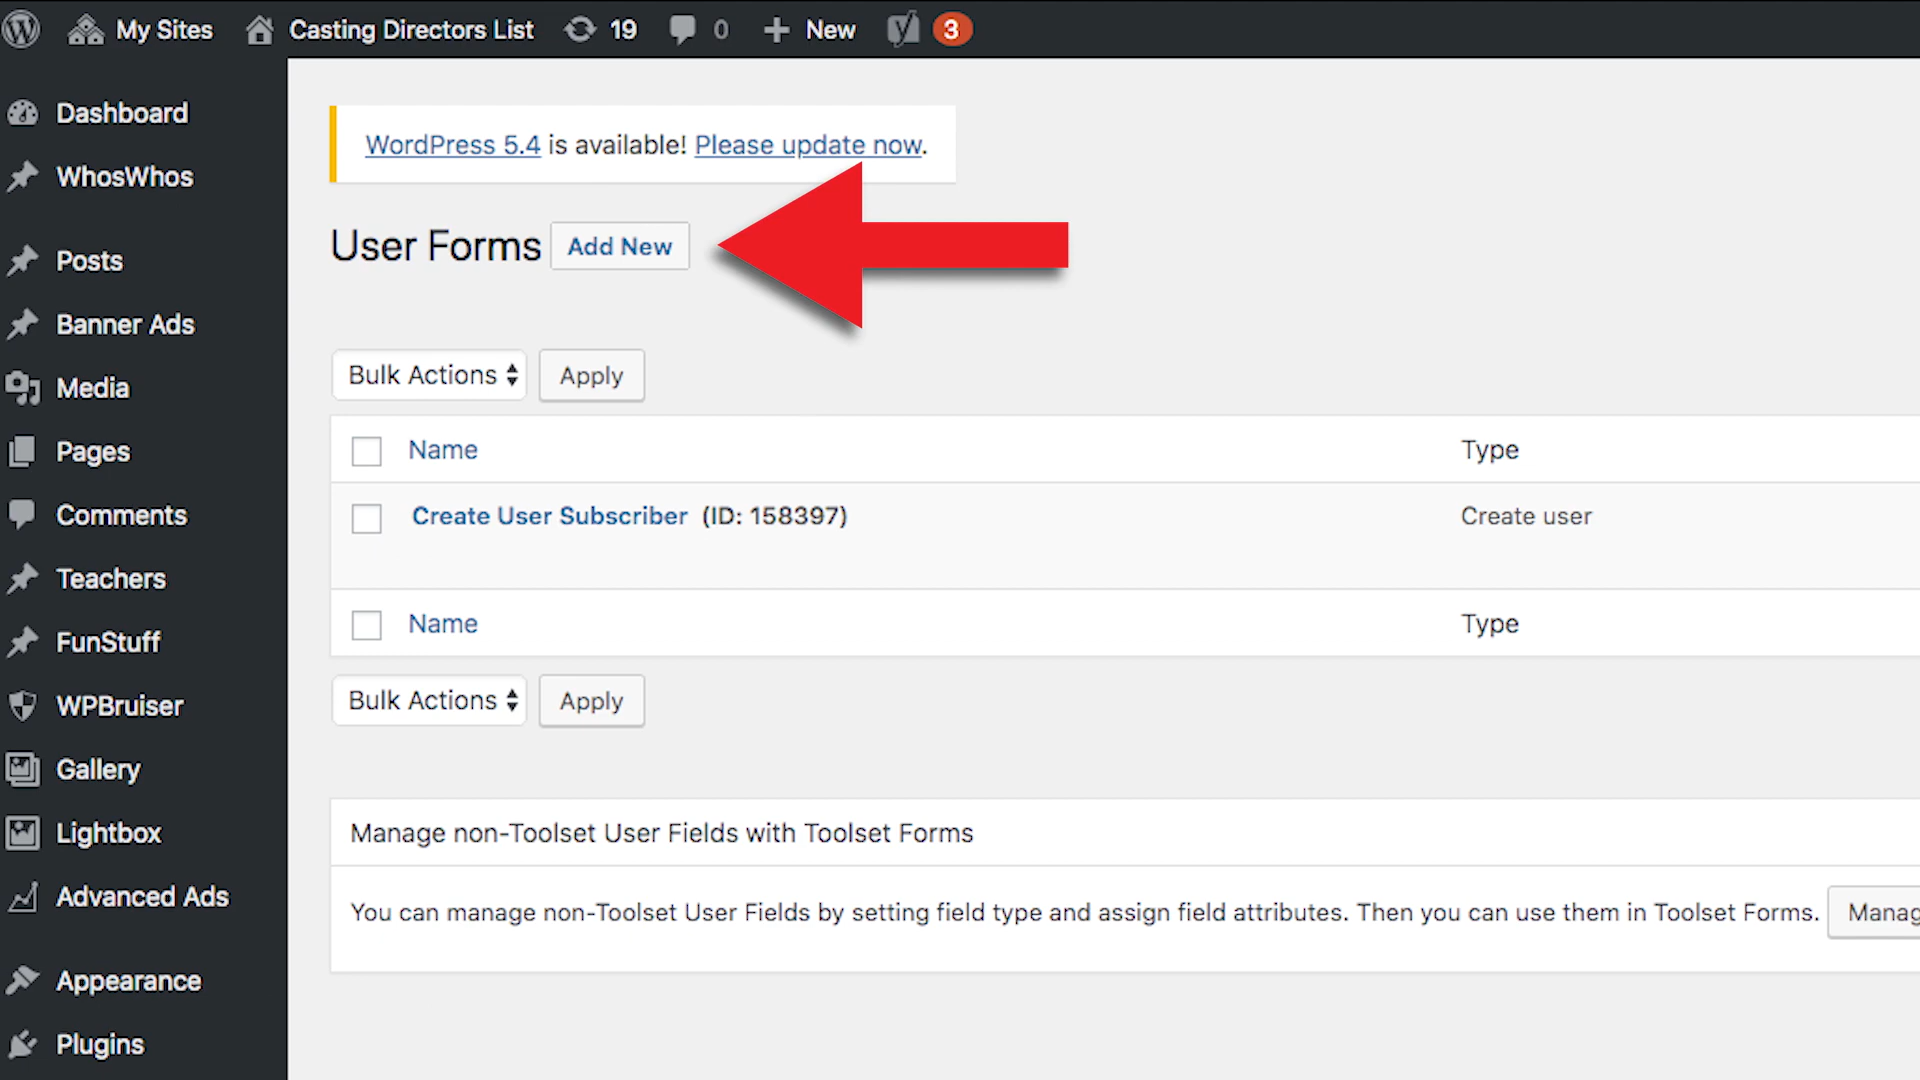 My Sites Casting Directors List 19 0 New 3
Dashboard
WhosWhos
Posts
Banner Ads
Media
Pages
Comments
Teachers
FunStuff
WPBruiser
Gallery
Lightbox
Advanced Ads
Appearance
Plugins
WordPress 5.4 is available! Please update now.
User Forms Add New
Bulk Actions Apply
Name Type
Create User Subscriber (ID: 158397) Create user
Name Type
Bulk Actions Apply
Manage non-Toolset User Fields with Toolset Forms
You can manage non-Toolset User Fields by setting field type and assign field attributes. Then you can use them in Toolset Forms. Manag